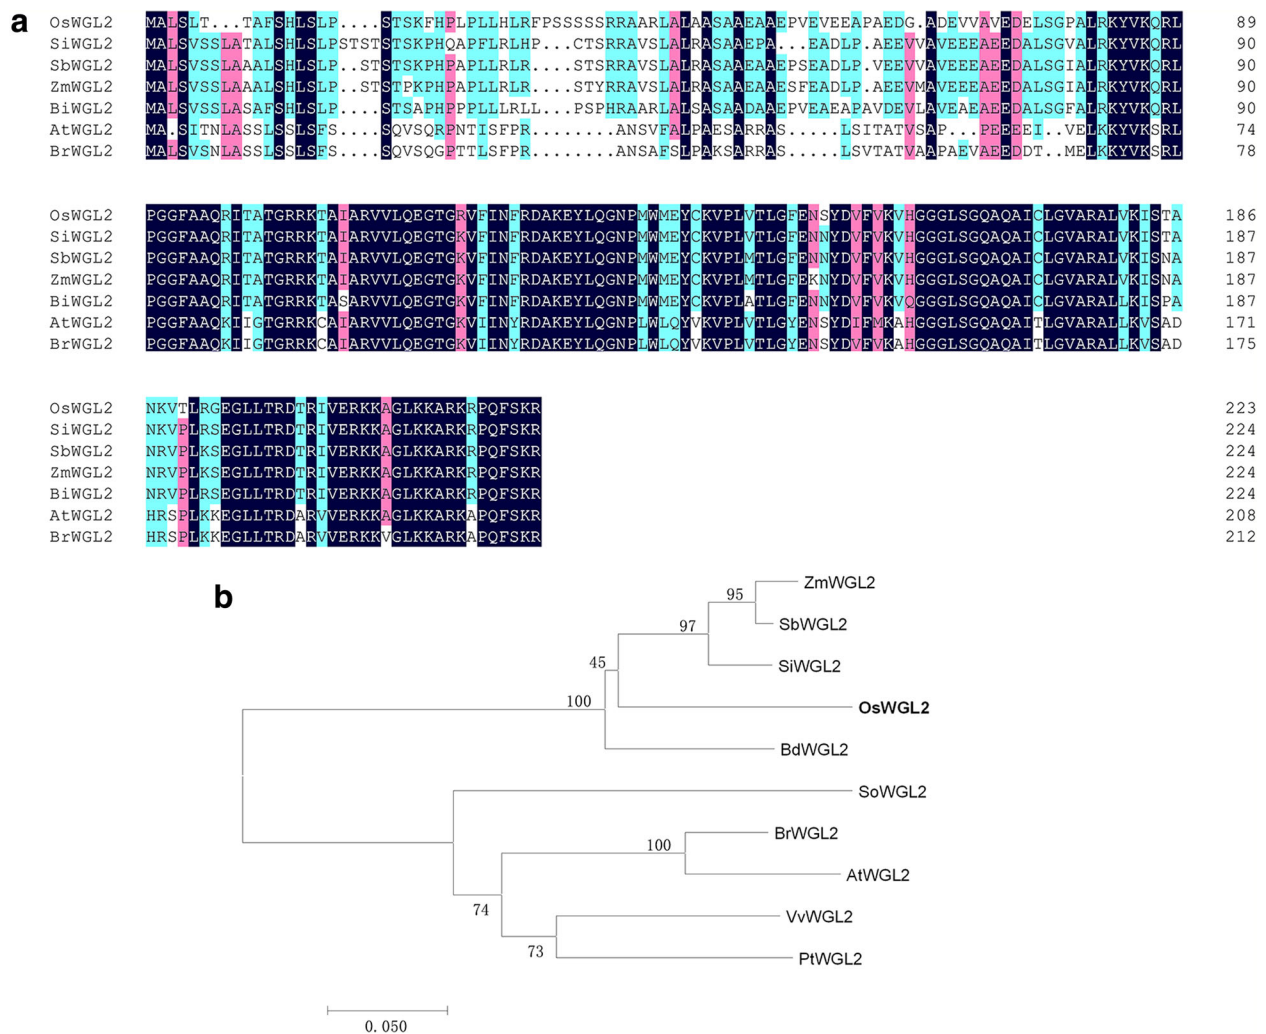 a
OsWGL2 MALSLT...TAFSHLSLP....STSKFHPLPLLHLRFPSSSSSSRRAARLALAASAAEAAEPVEVEEAPAEDG.ADEVVAVEDELSGPALRKYVKQRL 89
SiWGL2 MALSVSSLATALSHLSLPSTSTSTSKPHQAPFLRLHP...CTSRRAVSLALRASAAEPA...EADLP.AEEVVAVEEEAEEDALSGVALRKYVKQRL 90
SbWGL2 MALSVSSLAAALSHLSLP..STSTSKPHPAPLLRLR....STSRRAVSLALRASAAEAAEPSEADLP.VEEVVAVEEEAEEDALSGIALRKYVKQRL 90
ZmWGL2 MALSVSSLAAALSHLSLP..STSTPKPHPAPLLRLR....STYRRAVSLALRASAAEAAESFEADLP.AEEVMAVEEEAEEDALSGIALRKYVKQRL 90
BiWGL2 MALSVSSLASAFSHLSLP....STSAPHPPPLLLRLL...PSPHRAARLALSASAADAAEPVEAEPAVDEVLAVEAEAEEDALSGFALRKYVKQRL 90
AtWGL2 MA.SITNLASSLSSLSFS....SQVSQRPNTISFPR........ANSVFALPAESARRAS.....LSITATVSAP...PEEEEI..VELKKYVKSRL 74
BrWGL2 MALSVSNLASSLSSLSFS....SQVSQGPTTLSFPR........ANSAFSLPAKSARRAS.....LSVTATVAAPAEVAEEDDT..MELKKYVKSRL 78
OsWGL2 PGGFAAQRITATGRRKTAIARVVLQEGTGRVFINFRDAKEYLQGNPMWMEYCKVPLVTLGFENSYDVFVKVHGGGLSGQAQAICLGVARALVKISTA 186
SiWGL2 PGGFAAQRITATGRRKTAIARVVLQEGTGKVFINFRDAKEYLQGNPMWMEYCKVPLVTLGFENNYDVFVKVHGGGLSGQAQAICLGVARALVKISTA 187
SbWGL2 PGGFAAQRITATGRRKTAIARVVLQEGTGKVFINFRDAKEYLQGNPMWMEYCKVPLMTLGFENNYDVFVKVHGGGLSGQAQAICLGVARALVKISNA 187
ZmWGL2 PGGFAAQRITATGRRKTAIARVVLQEGTGKVFINFRDAKEYLQGNPMWMEYCKVPLMTLGFEKNYDVFVKVHGGGLSGQAQAICLGVARALVKISNA 187
BiWGL2 PGGFAAQRITATGRRKTASARVVLQEGTGKVFINFRDAKEYLQGNPMWMEYCKVPLATLGFENNYDVFVKVQGGGLSGQAQAICLGVARALLKISPA 187
AtWGL2 PGGFAAQKIIGTGRRKCAIARVVLQEGTGKVIINYRDAKEYLQGNPLWLQYVKVPLVTLGYENSYDIFVMKAHGGGLSGQAQAITLGVARALLKVSAD 171
BrWGL2 PGGFAAQKIIGTGRRKCAIARVVLQEGTGKVIINYRDAKEYLQGNPLWLQYVKVPLVTLGYENSYDVFVKAHGGGLSGQAQAITLGVARALLKVSAD 175
OsWGL2 NKVTLRGEGLLTRDTRIVERKKAGLKKARKRPQFSKR 223
SiWGL2 NKVPLRSEGLLTRDTRIVERKKAGLKKARKRPQFSKR 224
SbWGL2 NRVPLKSEGLLTRDTRIVERKKAGLKKARKRPQFSKR 224
ZmWGL2 NRVPLKSEGLLTRDTRIVERKKAGLKKARKRPQFSKR 224
BiWGL2 NRVPLRSEGLLTRDTRIVERKKAGLKKARKRPQFSKR 224
AtWGL2 HRSPLKKEGLLTRDARVVERKKAGLKKARKAPQFSKR 208
BrWGL2 HRSPLKKEGLLTRDARVVERKKVGLKKARKAPQFSKR 212
b
ZmWGL2
95
SbWGL2
97
SiWGL2
45
OsWGL2
100
BdWGL2
SoWGL2
BrWGL2
100
AtWGL2
74
VvWGL2
73
PtWGL2
0.050